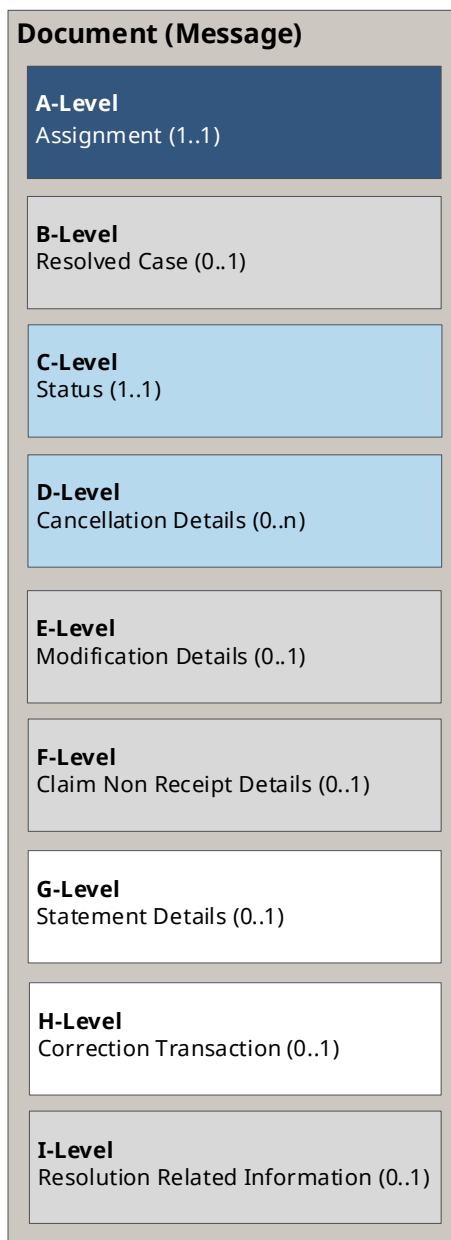 Document (Message)
A-Level
Assignment (1..1)
B-Level
Resolved Case (0..1)
C-Level
Status (1..1)
D-Level
Cancellation Details (0..n)
E-Level
Modification Details (0..1)
F-Level
Claim Non Receipt Details (0..1)
G-Level
Statement Details (0..1)
H-Level
Correction Transaction (0..1)
I-Level
Resolution Related Information (0..1)